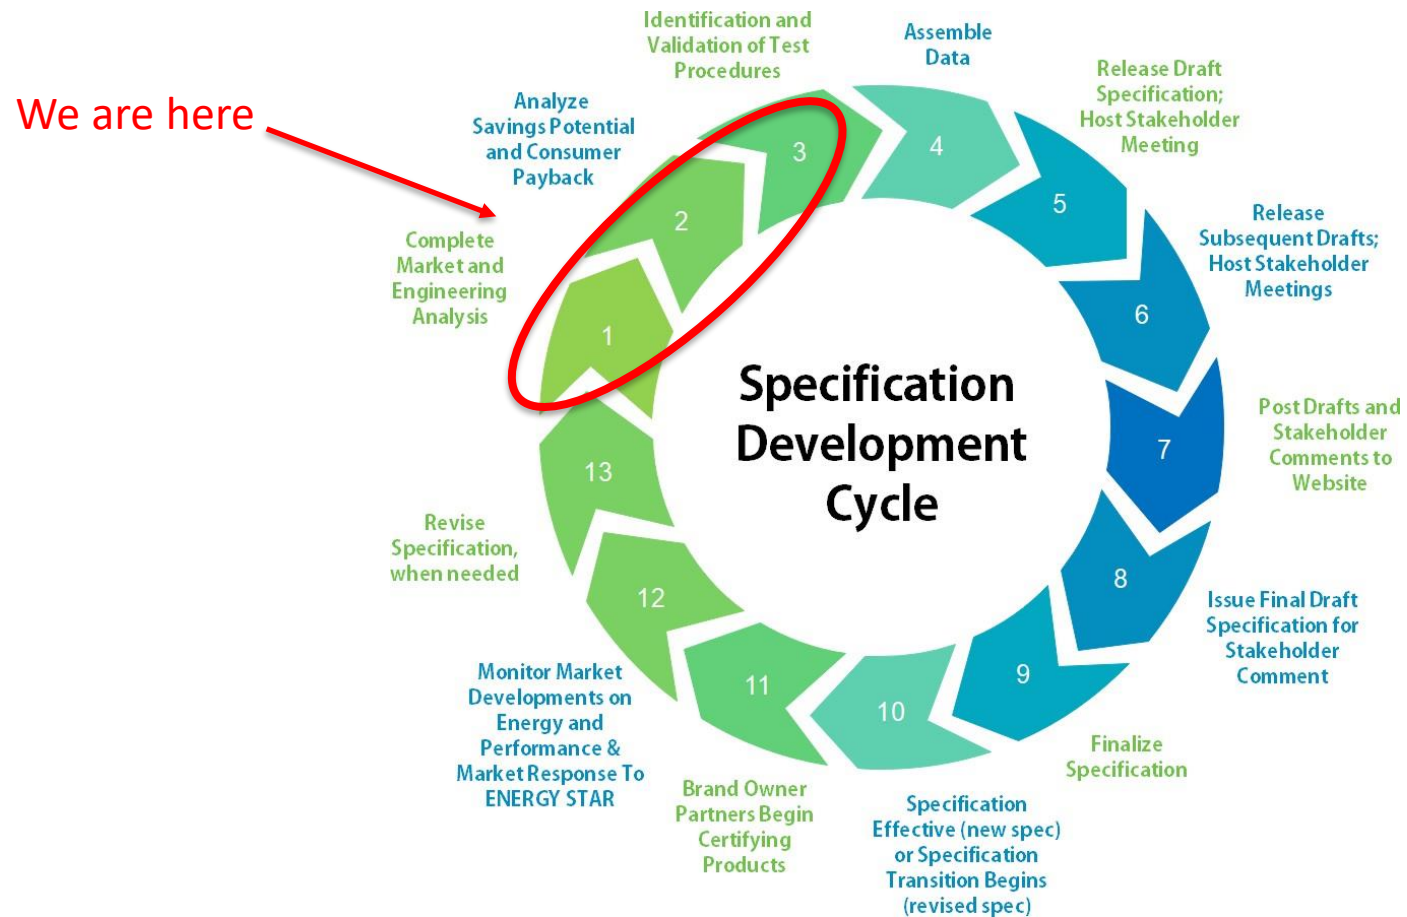 We are here
Specification
Development
Cycle
1
Complete
Market and
Engineering
Analysis
2
Analyze
Savings Potential
and Consumer
Payback
3
Identification and
Validation of Test
Procedures
4
Assemble
Data
5
Release Draft
Specification;
Host Stakeholder
Meeting
6
Release
Subsequent Drafts;
Host Stakeholder
Meetings
7
Post Drafts and
Stakeholder
Comments to
Website
8
Issue Final Draft
Specification for
Stakeholder
Comment
9
Finalize
Specification
10
Specification
Effective (new spec)
or Specification
Transition Begins
(revised spec)
11
Brand Owner
Partners Begin
Certifying
Products
12
Monitor Market
Developments on
Energy and
Performance &
Market Response To
ENERGY STAR
13
Revise
Specification,
when needed